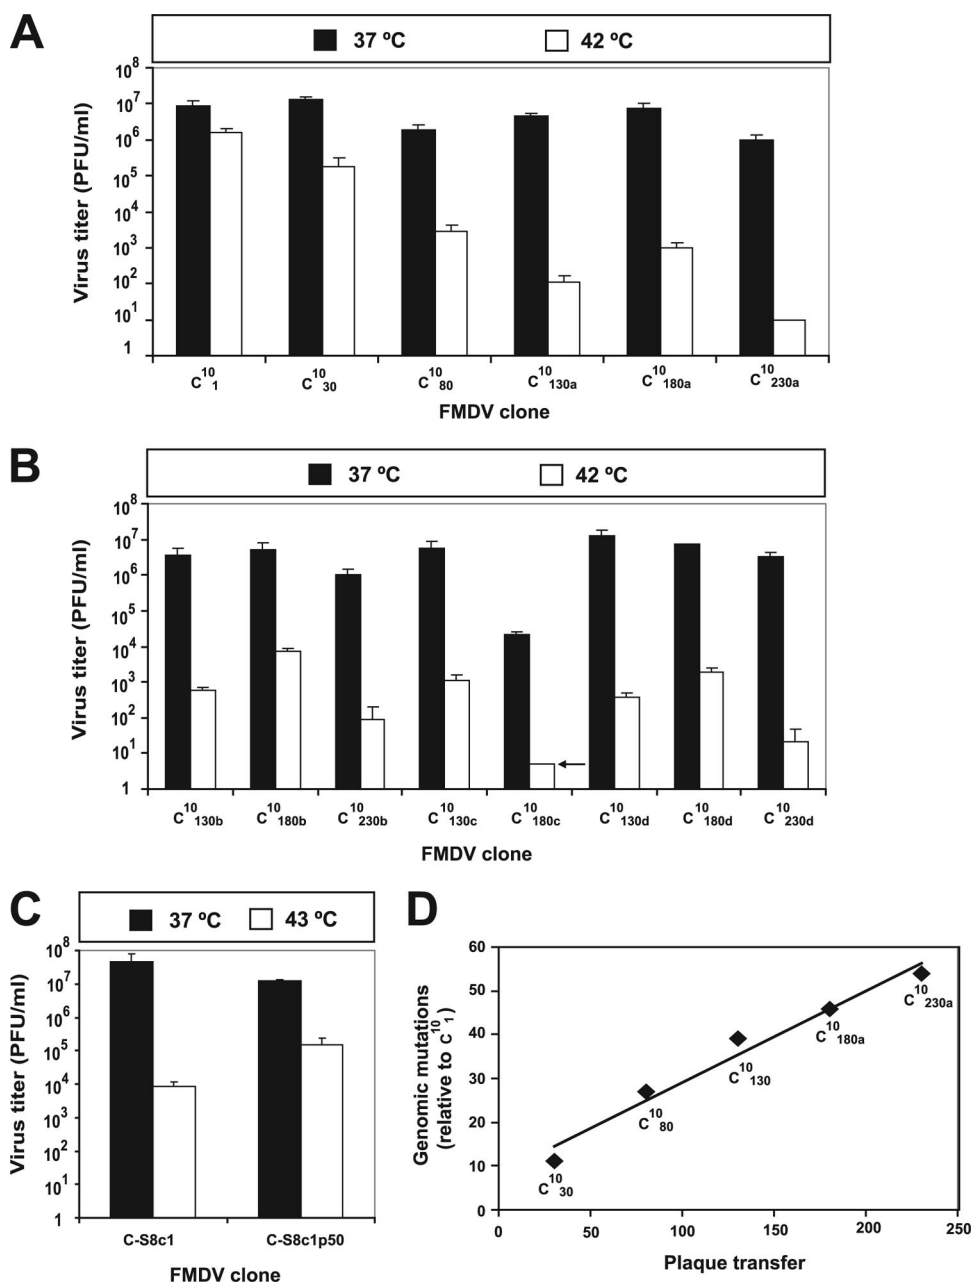 A
37 ºC 42 ºC
Virus titer (PFU/ml)
10^8
10^7
10^6
10^5
10^4
10^3
10^2
10^1
1
C^10_1 C^10_30 C^10_80 C^10_130a C^10_180a C^10_230a
FMDV clone
B
37 ºC 42 ºC
Virus titer (PFU/ml)
10^8
10^7
10^6
10^5
10^4
10^3
10^2
10^1
1
C^10_130b C^10_180b C^10_230b C^10_130c C^10_180c C^10_130d C^10_180d C^10_230d
FMDV clone
C
37 ºC 43 ºC
Virus titer (PFU/ml)
10^8
10^7
10^6
10^5
10^4
10^3
10^2
10^1
1
C-S8c1 C-S8c1p50
FMDV clone
D
Genomic mutations
(relative to C^10_1)
60
50
40
30
20
10
0
C^10_30
C^10_80
C^10_130
C^10_180a
C^10_230a
0 50 100 150 200 250
Plaque transfer